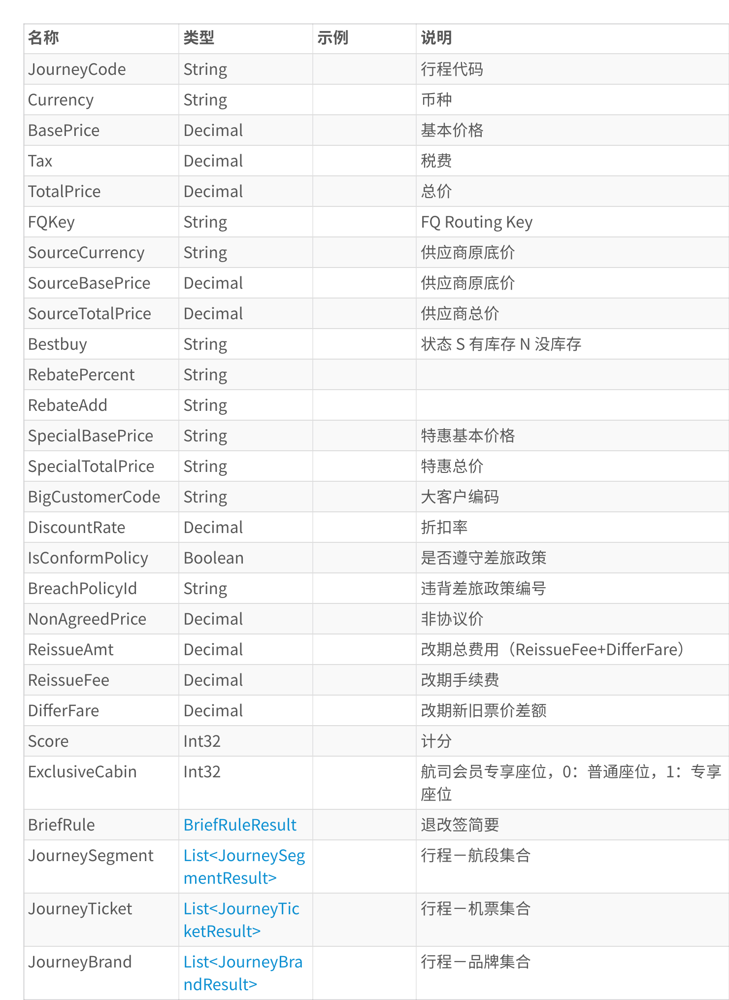 名称 类型 示例 说明
JourneyCode String 行程代码
Currency String 币种
BasePrice Decimal 基本价格
Tax Decimal 税费
TotalPrice Decimal 总价
FQKey String FQ Routing Key
SourceCurrency String 供应商原底价
SourceBasePrice Decimal 供应商原底价
SourceTotalPrice Decimal 供应商总价
Bestbuy String 状态 S 有库存 N 没库存
RebatePercent String
RebateAdd String
SpecialBasePrice String 特惠基本价格
SpecialTotalPrice String 特惠总价
BigCustomerCode String 大客户编码
DiscountRate Decimal 折扣率
IsConformPolicy Boolean 是否遵守差旅政策
BreachPolicyId String 违背差旅政策编号
NonAgreedPrice Decimal 非协议价
ReissueAmt Decimal 改期总费用（ReissueFee+DifferFare）
ReissueFee Decimal 改期手续费
DifferFare Decimal 改期新旧票价差额
Score Int32 计分
ExclusiveCabin Int32 航司会员专享座位，0：普通座位，1：专享
座位
BriefRule BriefRuleResult 退改签简要
JourneySegment List<JourneySeg 行程－航段集合
mentResult>
JourneyTicket List<JourneyTic 行程－机票集合
ketResult>
JourneyBrand List<JourneyBra 行程－品牌集合
ndResult>